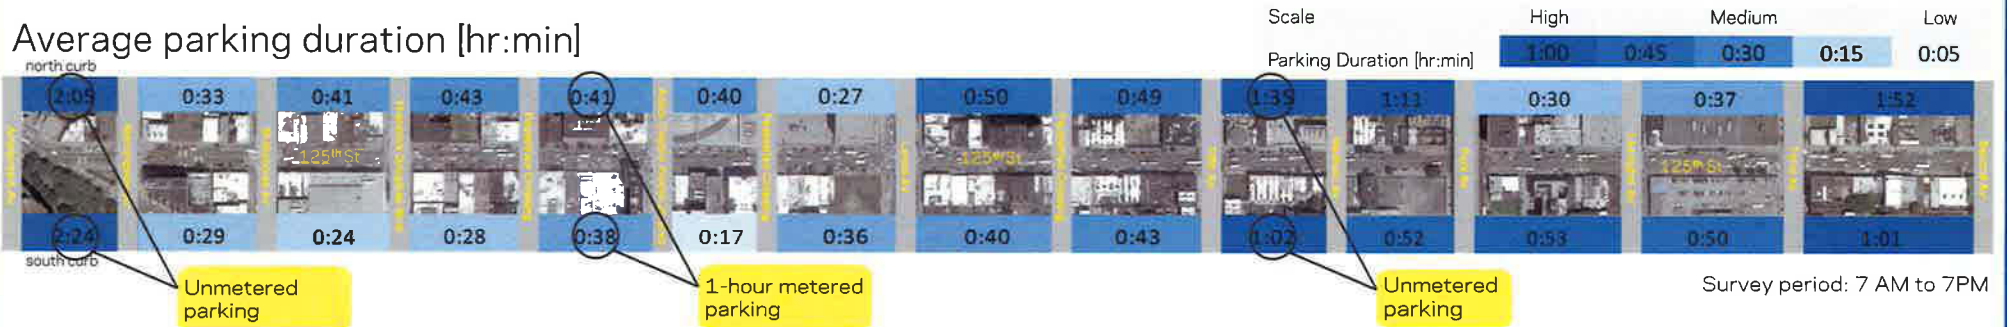 Average parking duration [hr:min]
Scale High Medium Low
Parking Duration [hr:min] 1:00 0:45 0:30 0:15 0:05
north curb
2:05 0:33 0:41 0:43 0:41 0:40 0:27 0:50 0:49 1:35 1:11 0:30 0:37 1:52
125th St 125th St 125th St
2:24 0:29 0:24 0:28 0:38 0:17 0:36 0:40 0:43 1:02 0:52 0:53 0:50 1:01
south curb
Unmetered
parking
1-hour metered
parking
Unmetered
parking
Survey period: 7 AM to 7PM